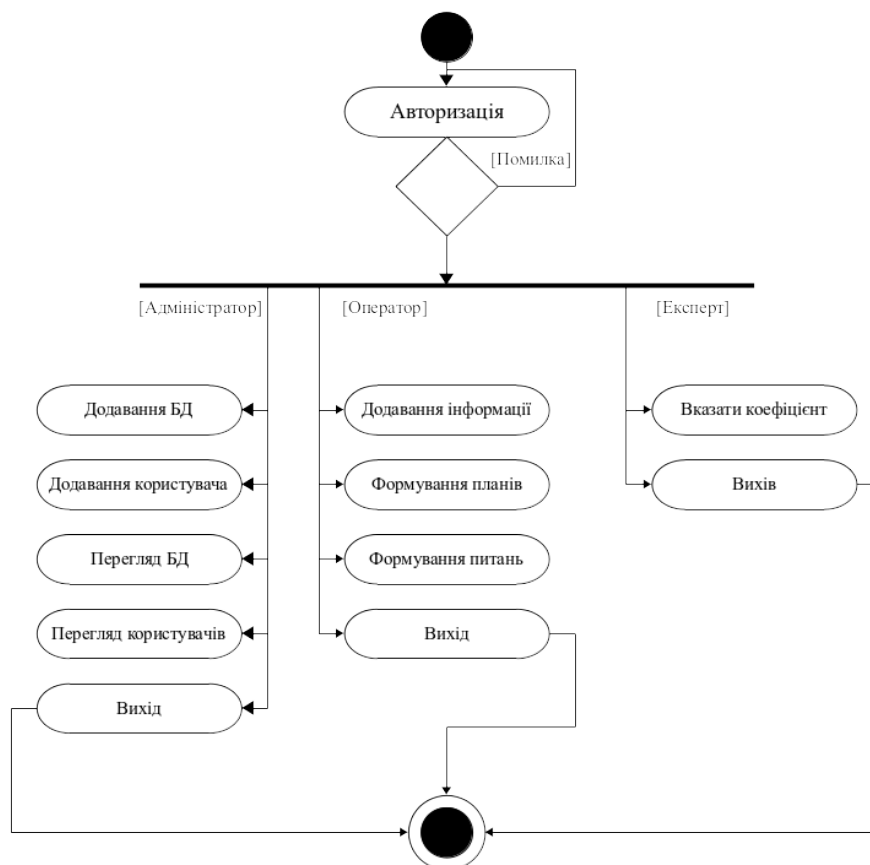 Авторизація
[Помилка]
[Адміністратор]
[Оператор]
[Експерт]
Додавання БД
Додавання інформації
Вказати коефіцієнт
Додавання користувача
Формування планів
Вихів
Перегляд БД
Формування питань
Перегляд користувачів
Вихід
Вихід